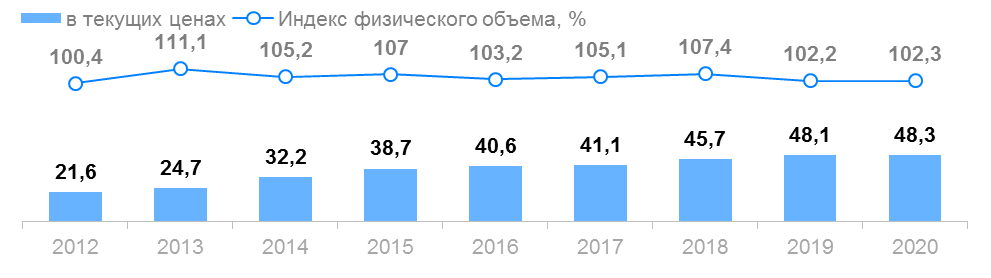 в текущих ценах Индекс физического объема, %
100,4 111,1 105,2 107 103,2 105,1 107,4 102,2 102,3
21,6 24,7 32,2 38,7 40,6 41,1 45,7 48,1 48,3
2012 2013 2014 2015 2016 2017 2018 2019 2020